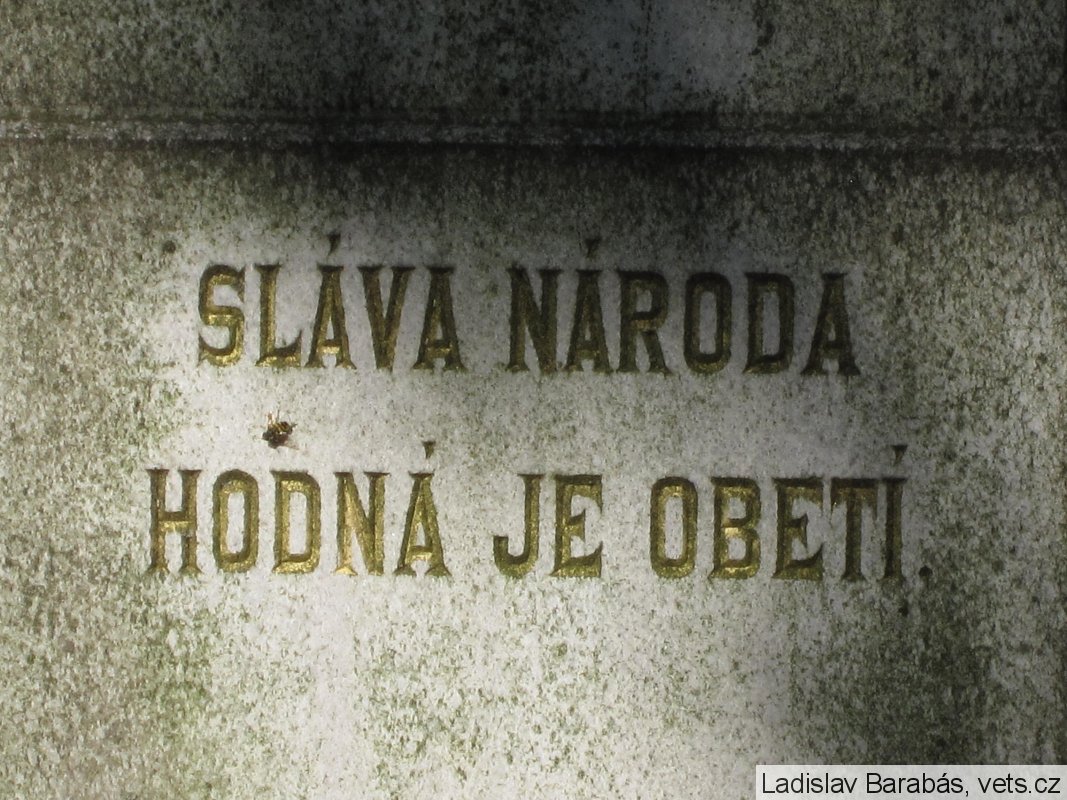 SLÁVA NÁRODA
HODNÁ JE OBETÍ.
Ladislav Barabás, vets.cz